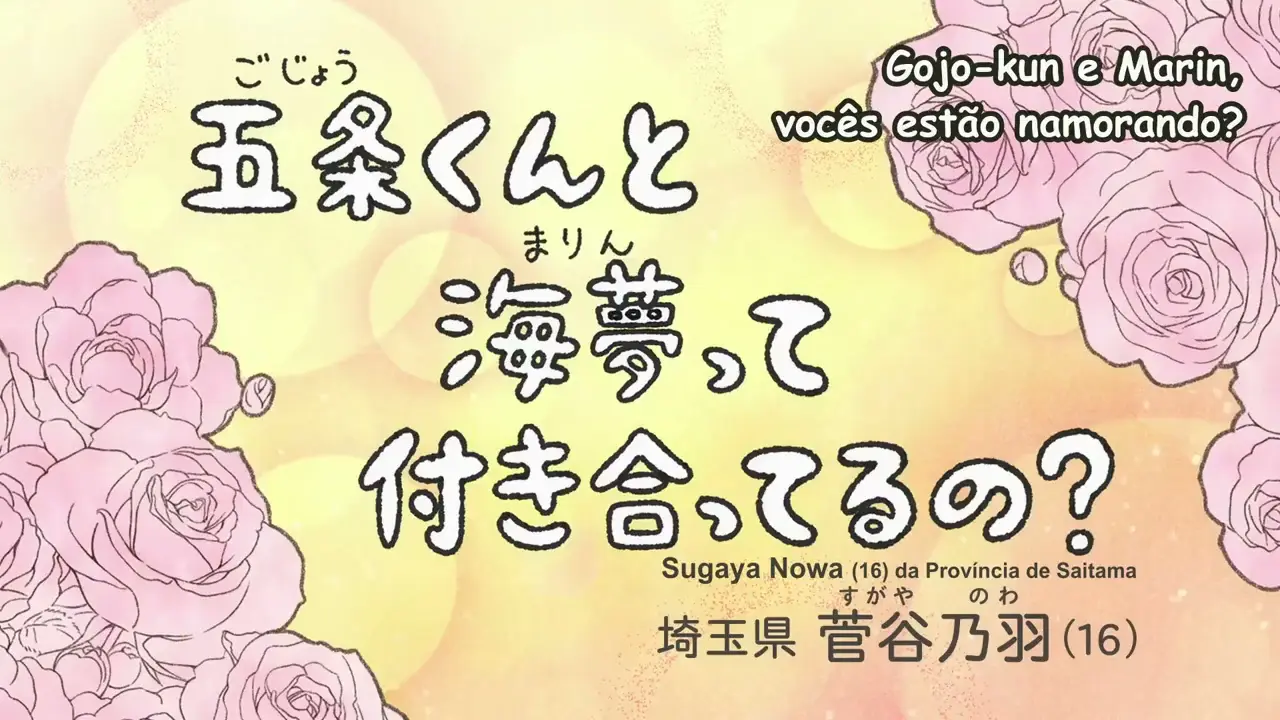 Gojo-kun e Marin,
vocês estão namorando?
ごじょう
五条くんと
まりん
海夢って
付き合ってるの?
Sugaya Nowa (16) da Província de Saitama
すがや のわ
埼玉県 菅谷乃羽(16)